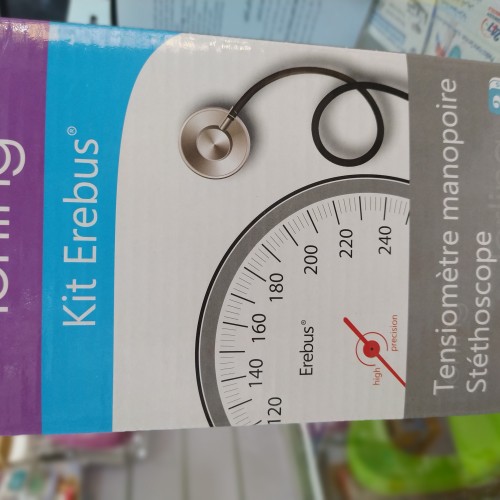 Kit Erebus®
120
140
160
180
200
220
240
Erebus®
high
precision
Tensiomètre manopoire
Stéthoscope